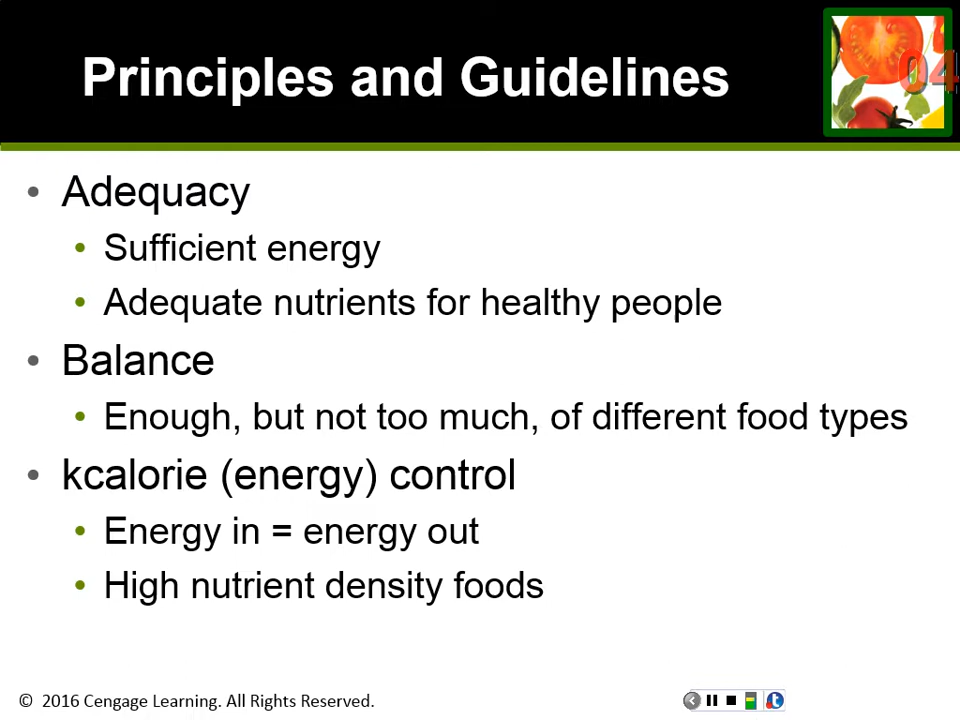 Principles and Guidelines
04
• Adequacy
• Sufficient energy
• Adequate nutrients for healthy people
• Balance
• Enough, but not too much, of different food types
• kcalorie (energy) control
• Energy in = energy out
• High nutrient density foods
© 2016 Cengage Learning. All Rights Reserved.
t